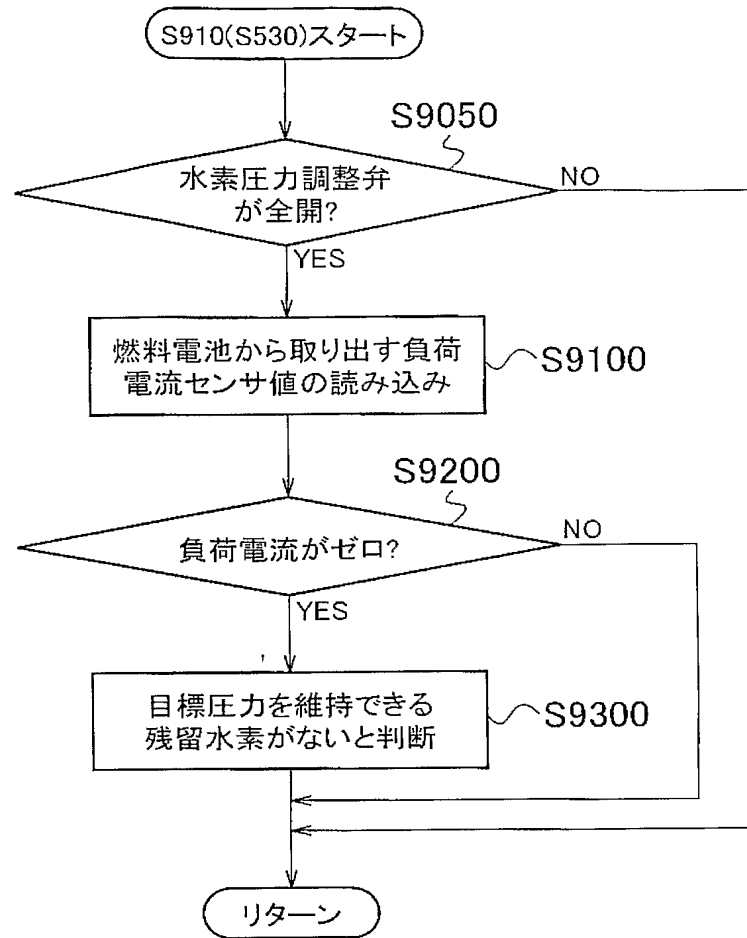 S910(S530)スタート
S9050
水素圧力調整弁
が全開?
NO
YES
燃料電池から取り出す負荷
電流センサ値の読み込み
S9100
S9200
負荷電流がゼロ?
NO
YES
目標圧力を維持できる
残留水素がないと判断
S9300
リターン